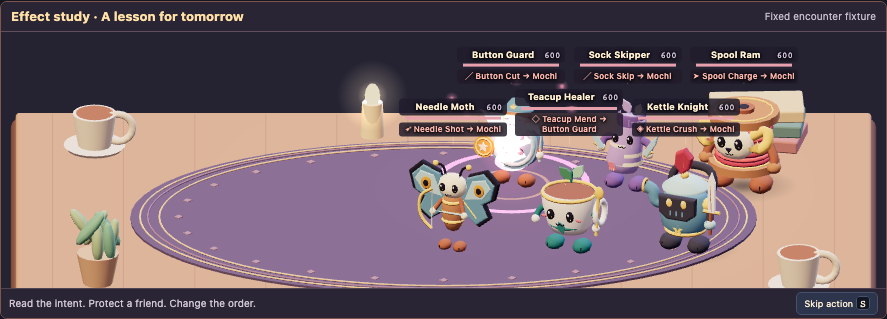 Effect study · A lesson for tomorrow
Fixed encounter fixture
Button Guard 600
Button Cut → Mochi
Sock Skipper 600
Sock Skip → Mochi
Spool Ram 600
Spool Charge → Mochi
Needle Moth 600
Needle Shot → Mochi
Teacup Healer 600
Teacup Mend →
Button Guard
Kettle Knight 600
Kettle Crush → Mochi
Read the intent. Protect a friend. Change the order.
Skip action S